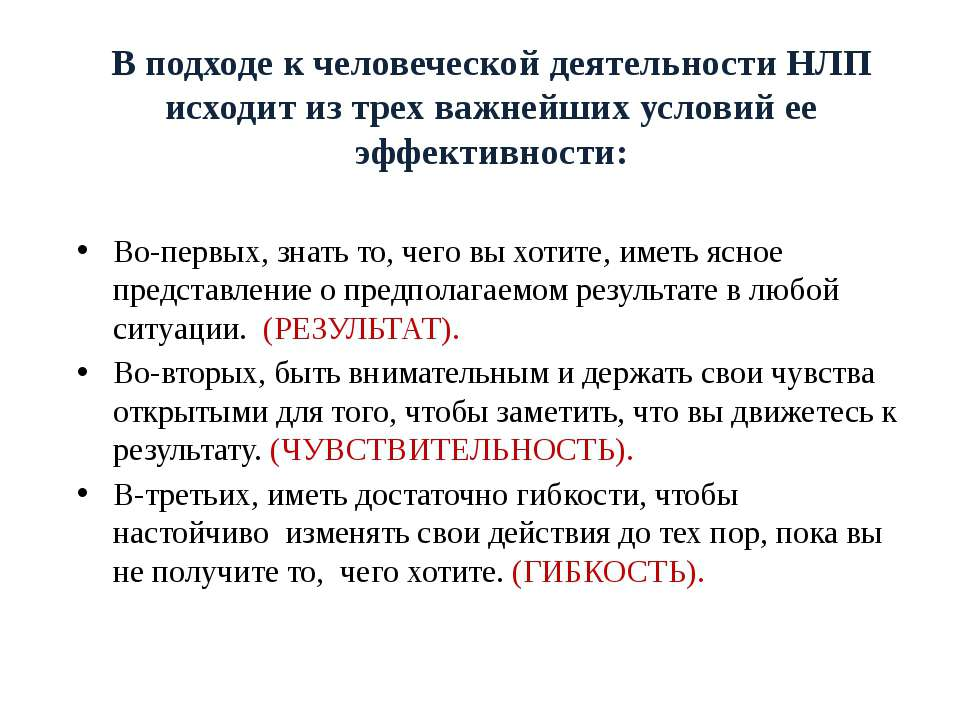 В подходе к человеческой деятельности НЛП
исходит из трех важнейших условий ее
эффективности:
• Во-первых, знать то, чего вы хотите, иметь ясное
представление о предполагаемом результате в любой
ситуации.  (РЕЗУЛЬТАТ).
• Во-вторых, быть внимательным и держать свои чувства
открытыми для того, чтобы заметить, что вы движетесь к
результату. (ЧУВСТВИТЕЛЬНОСТЬ).
• В-третьих, иметь достаточно гибкости, чтобы
настойчиво  изменять свои действия до тех пор, пока вы
не получите то,  чего хотите. (ГИБКОСТЬ).